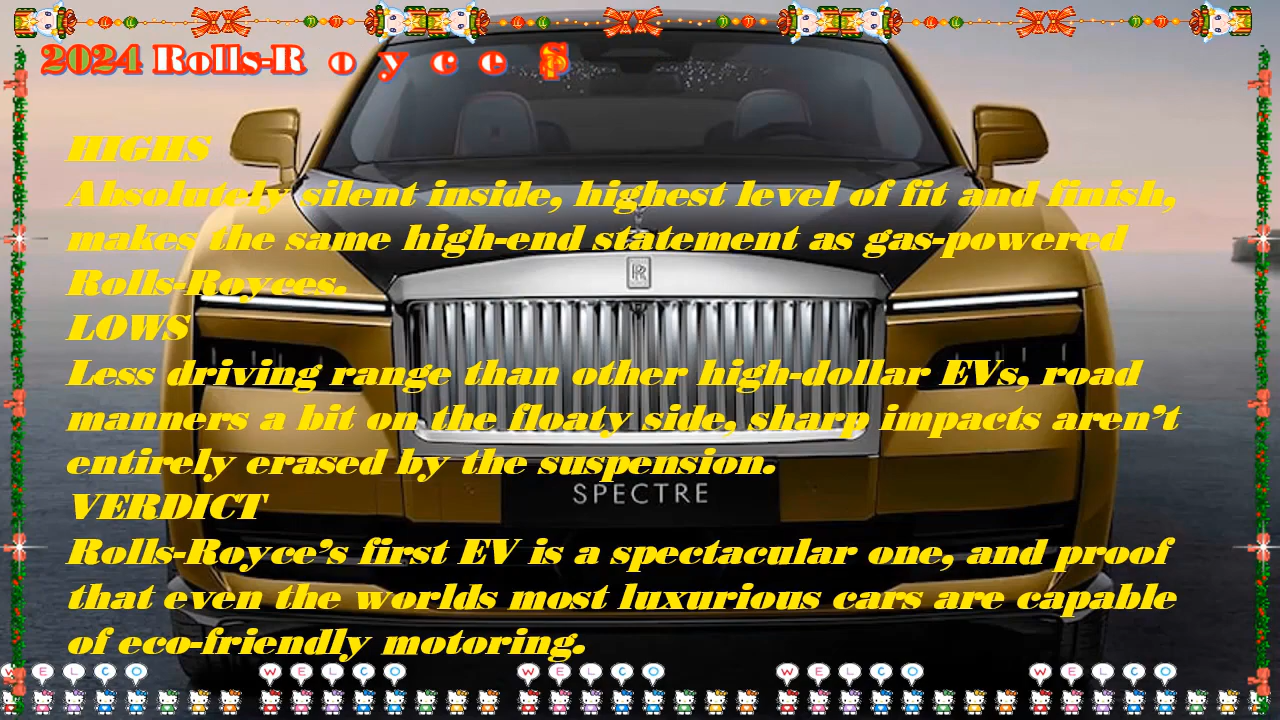 2024 Rolls-Royce S
HIGHS
Absolutely silent inside, highest level of fit and finish,
makes the same high-end statement as gas-powered
Rolls-Royces.
LOWS
Less driving range than other high-dollar EVs, road
manners a bit on the floaty side, sharp impacts aren’t
entirely erased by the suspension.
SPECTRE
VERDICT
Rolls-Royce’s first EV is a spectacular one, and proof
that even the worlds most luxurious cars are capable
of eco-friendly motoring.
W E L C O W E L C O W E L C O W E L C O W E L C O